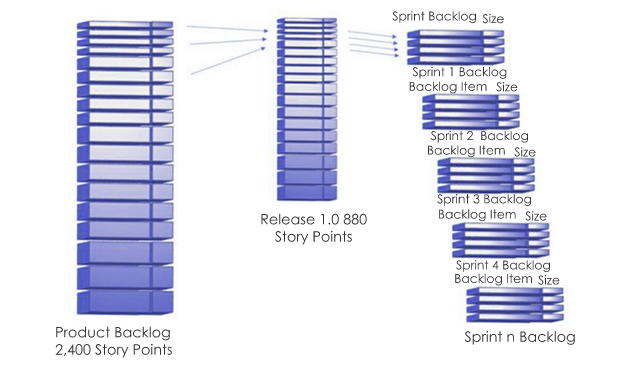 Sprint Backlog Size
Sprint 1 Backlog
Backlog Item Size
Sprint 2 Backlog
Backlog Item Size
Sprint 3 Backlog
Backlog Item Size
Sprint 4 Backlog
Backlog Item Size
Sprint n Backlog
Release 1.0 880
Story Points
Product Backlog
2,400 Story Points